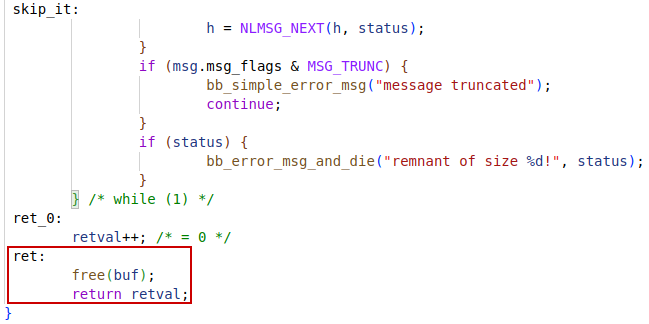 skip_it:
h = NLMSG_NEXT(h, status);
}
if (msg.msg_flags & MSG_TRUNC) {
bb_simple_error_msg("message truncated");
continue;
}
if (status) {
bb_error_msg_and_die("remnant of size %d!", status);
}
} /* while (1) */
ret_0:
retval++; /* = 0 */
ret:
free(buf);
return retval;
}